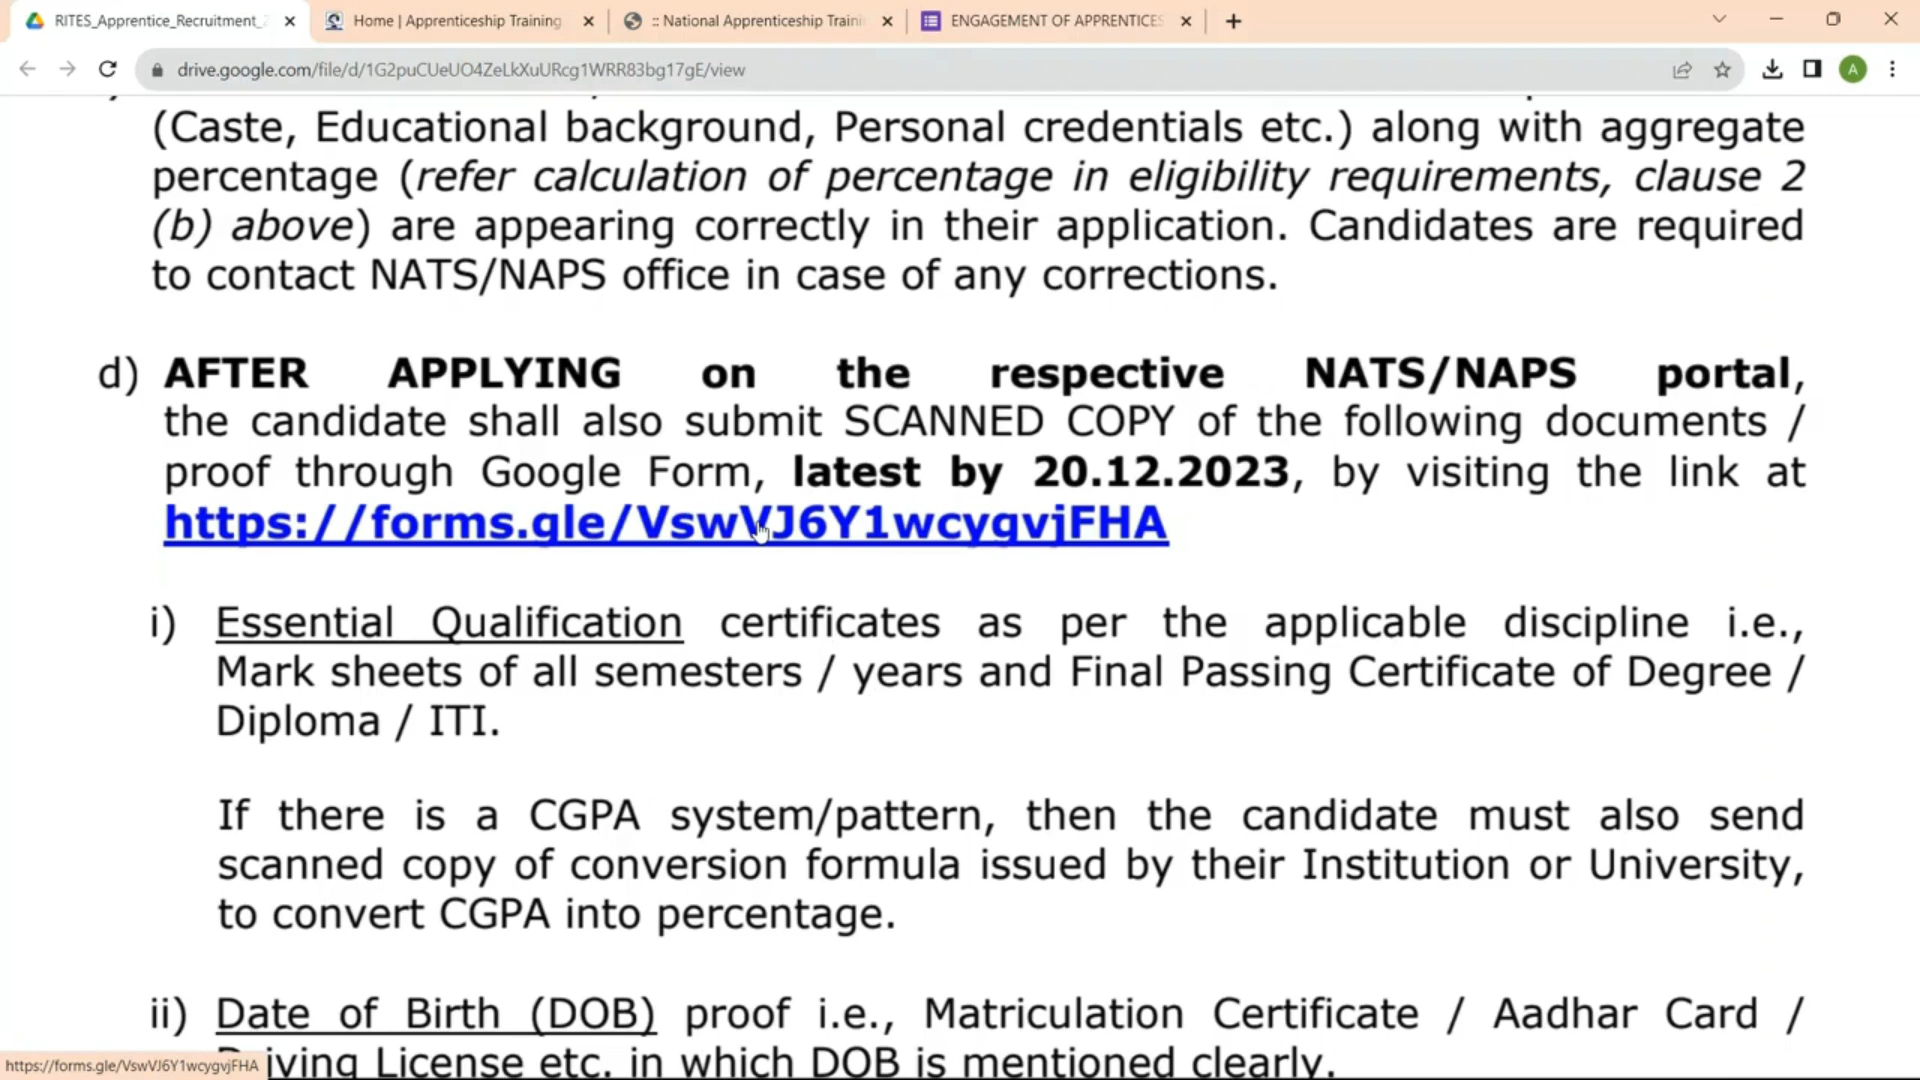 RITES_Apprentice_Recruitment_
Home | Apprenticeship Training
:: National Apprenticeship Traini
ENGAGEMENT OF APPRENTICES
drive.google.com/file/d/1G2puCUeUO4ZeLkXuURcg1WRR83bg17gE/view
A
(Caste, Educational background, Personal credentials etc.) along with aggregate
percentage (refer calculation of percentage in eligibility requirements, clause 2
(b) above) are appearing correctly in their application. Candidates are required
to contact NATS/NAPS office in case of any corrections.
d) AFTER APPLYING on the respective NATS/NAPS portal,
the candidate shall also submit SCANNED COPY of the following documents /
proof through Google Form, latest by 20.12.2023, by visiting the link at
https://forms.gle/VswVJ6Y1wcygvjFHA
i) Essential Qualification certificates as per the applicable discipline i.e.,
Mark sheets of all semesters / years and Final Passing Certificate of Degree /
Diploma / ITI.
If there is a CGPA system/pattern, then the candidate must also send
scanned copy of conversion formula issued by their Institution or University,
to convert CGPA into percentage.
ii) Date of Birth (DOB) proof i.e., Matriculation Certificate / Aadhar Card /
iving License etc. in which DOB is mentioned clearly.
https://forms.gle/VswVJ6Y1wcygvjFHA